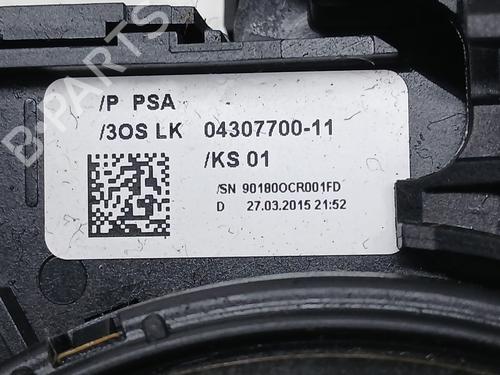 /P PSA
/3OS LK 04307700-11
/KS 01
/SN 90180OCR001FD
D 27.03.2015 21:52
B-PARTS